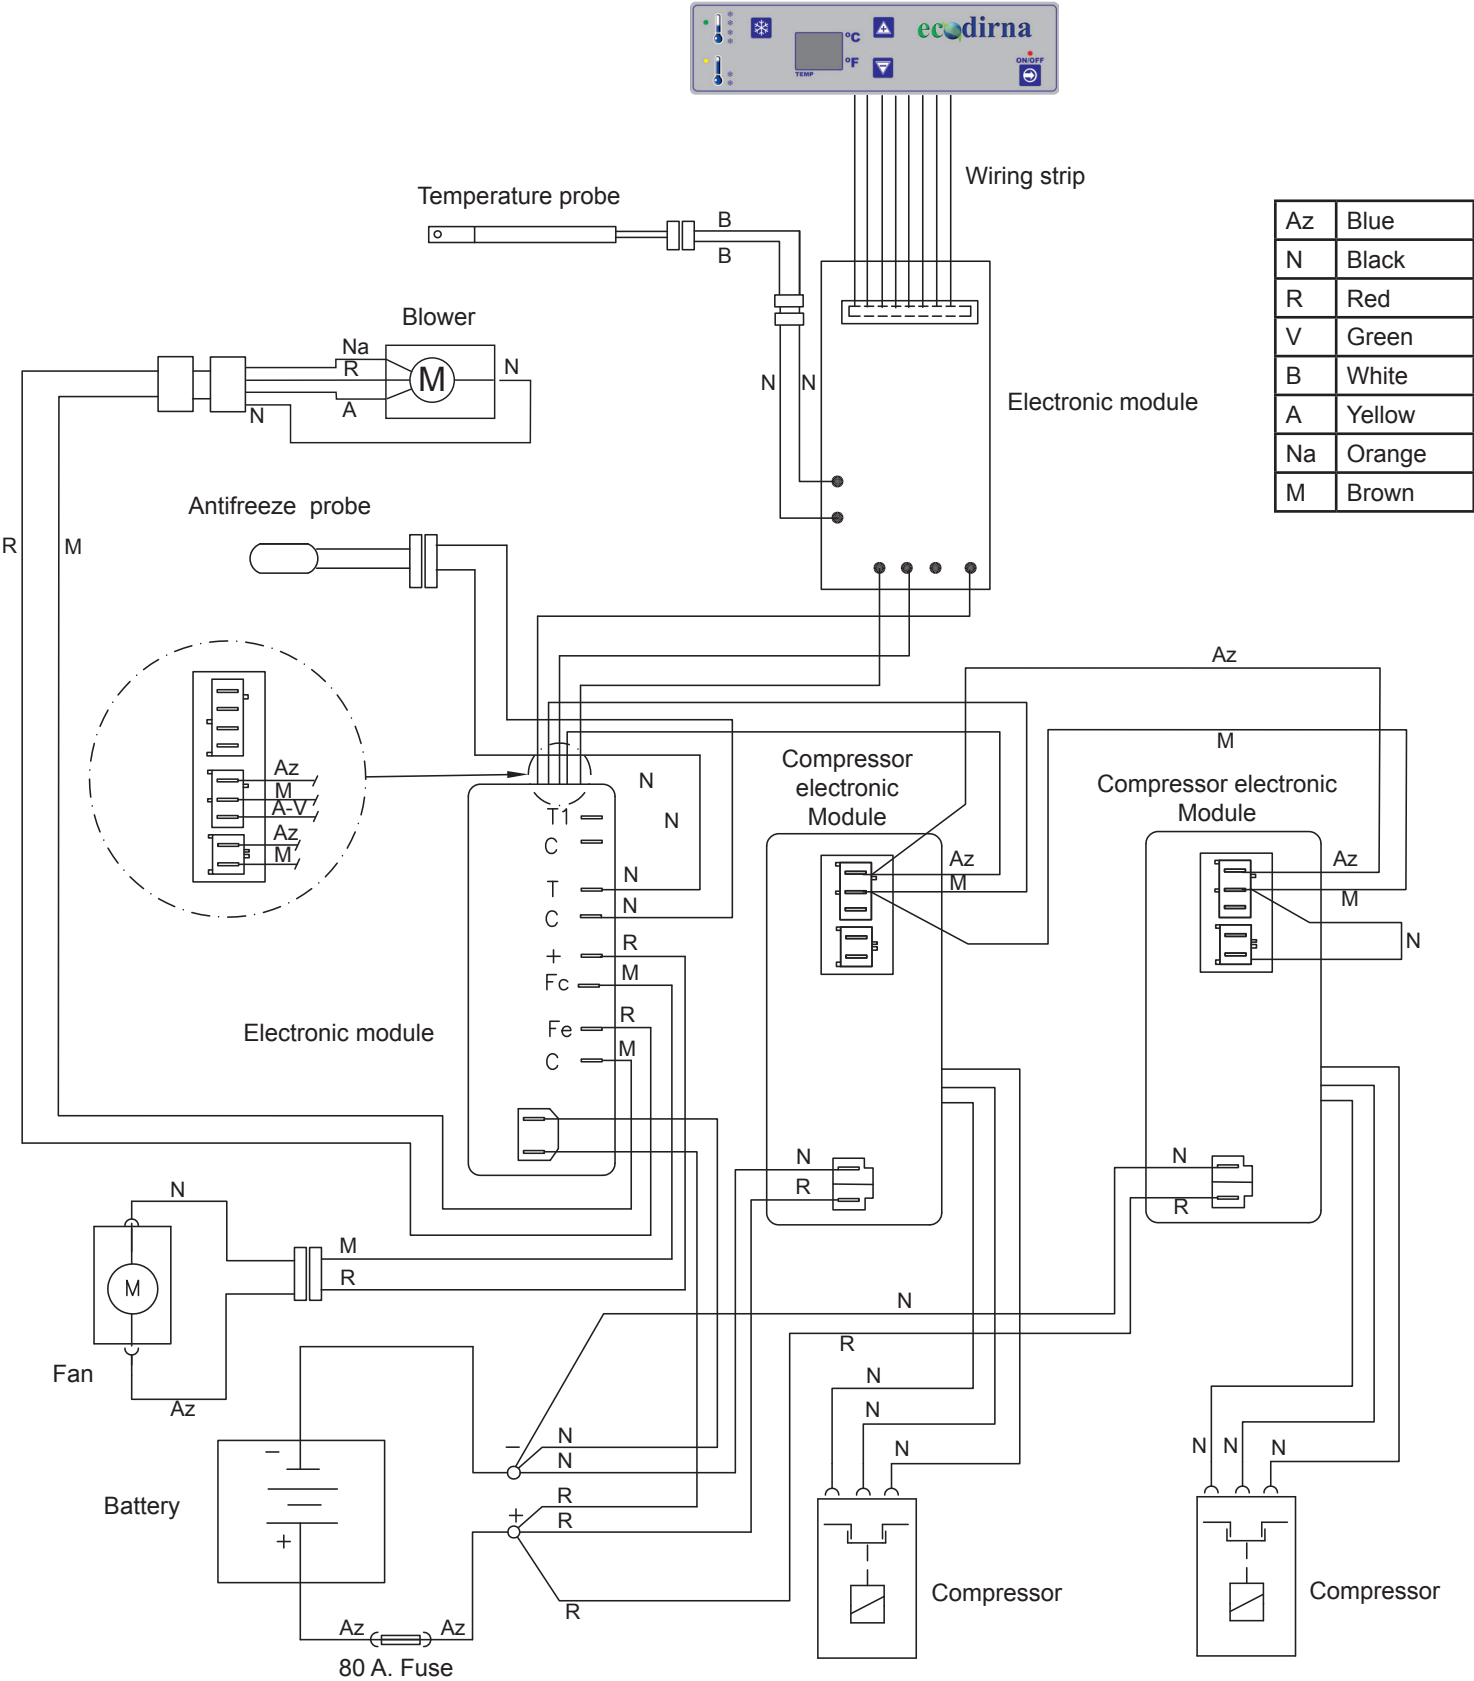 °C
°F
TEMP
ecodirna
ON/OFF
Wiring strip
Temperature probe
B
B
Az Blue
N Black
R Red
V Green
B White
A Yellow
Na Orange
M Brown
Blower
Na
R
M
N
A
N
N
N
Electronic module
Antifreeze probe
R
M
Az
M
A-V
Az
M
Az
M
N
N
Compressor
electronic
Module
Compressor electronic
Module
T1
C
T
N
C
N
+
R
Fc
M
Fe
R
C
M
Electronic module
Az
M
Az
M
N
N
R
N
R
N
M
R
M
Fan
Az
N
R
Battery
−
+
−
N
N
+
R
R
R
Az
Az
80 A. Fuse
N
N
N
Compressor
N
N
N
Compressor